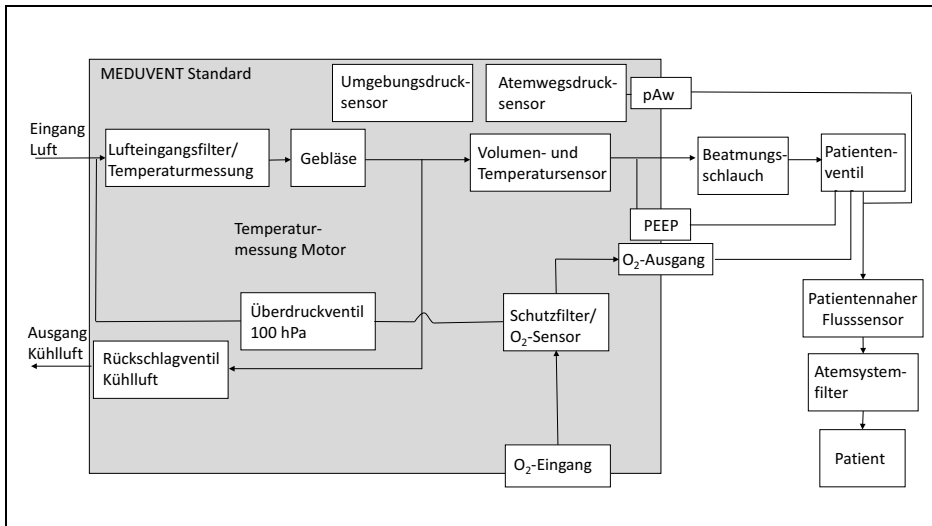 MEDUVENT Standard
Umgebungsdruck-
sensor
Atemwegsdruck-
sensor
pAw
Eingang
Luft
Lufteingangsfilter/
Temperaturmessung
Gebläse
Volumen- und
Temperatursensor
Beatmungs-
schlauch
Patienten-
ventil
Temperatur-
messung Motor
PEEP
O₂-Ausgang
Überdruckventil
100 hPa
Schutzfilter/
O₂-Sensor
Patientennaher
Flusssensor
Ausgang
Kühlluft
Rückschlagventil
Kühlluft
Atemsystem-
filter
O₂-Eingang
Patient